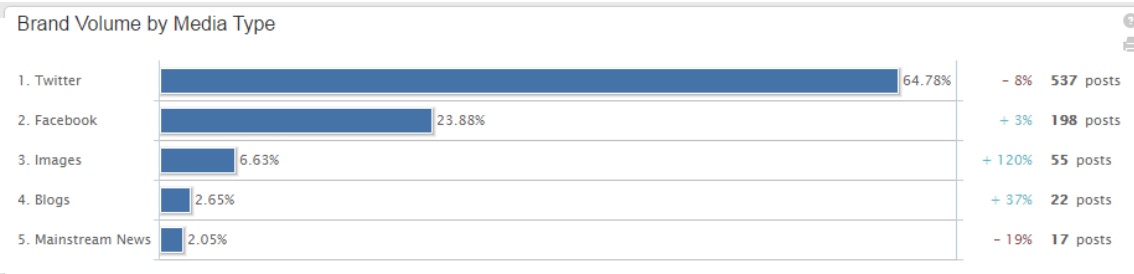 Brand Volume by Media Type
?
1. Twitter 64.78% − 8% 537 posts
2. Facebook 23.88% + 3% 198 posts
3. Images 6.63% + 120% 55 posts
4. Blogs 2.65% + 37% 22 posts
5. Mainstream News 2.05% − 19% 17 posts